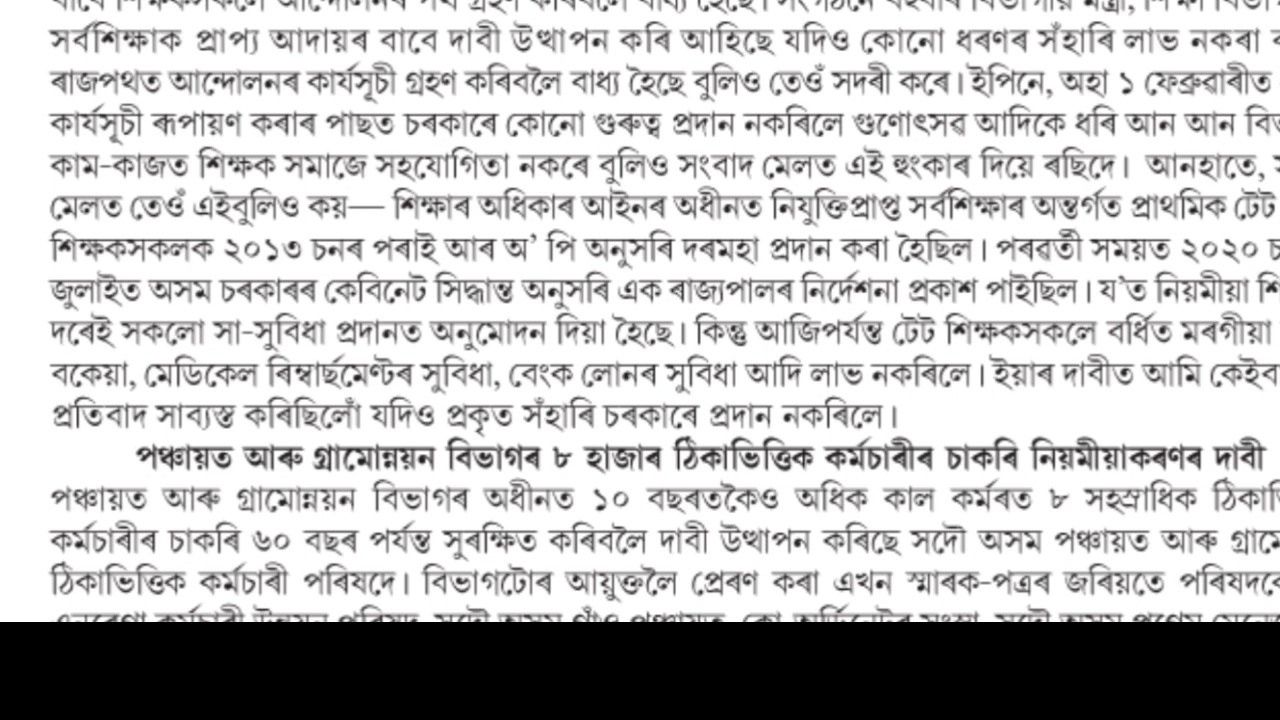 সৰ্বশিক্ষাক প্ৰাপ্য আদায়ৰ বাবে দাবী উত্থাপন কৰি আহিছে যদিও কোনো ধৰণৰ সঁহাৰি লাভ নকৰা
ৰাজপথত আন্দোলনৰ কাৰ্যসূচী গ্ৰহণ কৰিবলৈ বাধ্য হৈছে বুলিও তেওঁ সদৰী কৰে। ইপিনে, অহা ১ ফেব্ৰুৱাৰীত
কাৰ্যসূচী ৰূপায়ণ কৰাৰ পাছত চৰকাৰে কোনো গুৰুত্ব প্ৰদান নকৰিলে গুণোৎসৱ আদিকে ধৰি আন আন
কাম-কাজত শিক্ষক সমাজে সহযোগিতা নকৰে বুলিও সংবাদ মেলত এই হুংকাৰ দিয়ে ৰছিদে। আনহাতে,
মেলত তেওঁ এইবুলিও কয়— শিক্ষাৰ অধিকাৰ আইনৰ অধীনত নিযুক্তিপ্ৰাপ্ত সৰ্বশিক্ষাৰ অন্তৰ্গত প্ৰাথমিক টেট
শিক্ষকসকলক ২০১৩ চনৰ পৰাই আৰ অ’ পি অনুসৰি দৰমহা প্ৰদান কৰা হৈছিল। পৰৱৰ্তী সময়ত ২০২০
জুলাইত অসম চৰকাৰৰ কেবিনেট সিদ্ধান্ত অনুসৰি এক ৰাজ্যপালৰ নিৰ্দেশনা প্ৰকাশ পাইছিল। য’ত নিয়মীয়া
দৰেই সকলো সা-সুবিধা প্ৰদানত অনুমোদন দিয়া হৈছে। কিন্তু আজিপৰ্যন্ত টেট শিক্ষকসকলে বৰ্ধিত মৰগীয়া
বকেয়া, মেডিকেল ৰিম্বাৰ্ছমেণ্টৰ সুবিধা, বেংক লোনৰ সুবিধা আদি লাভ নকৰিলে। ইয়াৰ দাবীত আমি
প্ৰতিবাদ সাব্যস্ত কৰিছিলোঁ যদিও প্ৰকৃত সঁহাৰি চৰকাৰে প্ৰদান নকৰিলে।
পঞ্চায়ত আৰু গ্ৰামোন্নয়ন বিভাগৰ ৮ হাজাৰ ঠিকাভিত্তিক কৰ্মচাৰীৰ চাকৰি নিয়মীয়াকৰণৰ দাবী
পঞ্চায়ত আৰু গ্ৰামোন্নয়ন বিভাগৰ অধীনত ১০ বছৰতকৈও অধিক কাল কৰ্মৰত ৮ সহস্ৰাধিক
কৰ্মচাৰীৰ চাকৰি ৬০ বছৰ পৰ্যন্ত সুৰক্ষিত কৰিবলৈ দাবী উত্থাপন কৰিছে সদৌ অসম পঞ্চায়ত আৰু
ঠিকাভিত্তিক কৰ্মচাৰী পৰিষদে। বিভাগটোৰ আয়ুক্তলৈ প্ৰেৰণ কৰা এখন স্মাৰক-পত্ৰৰ জৰিয়তে